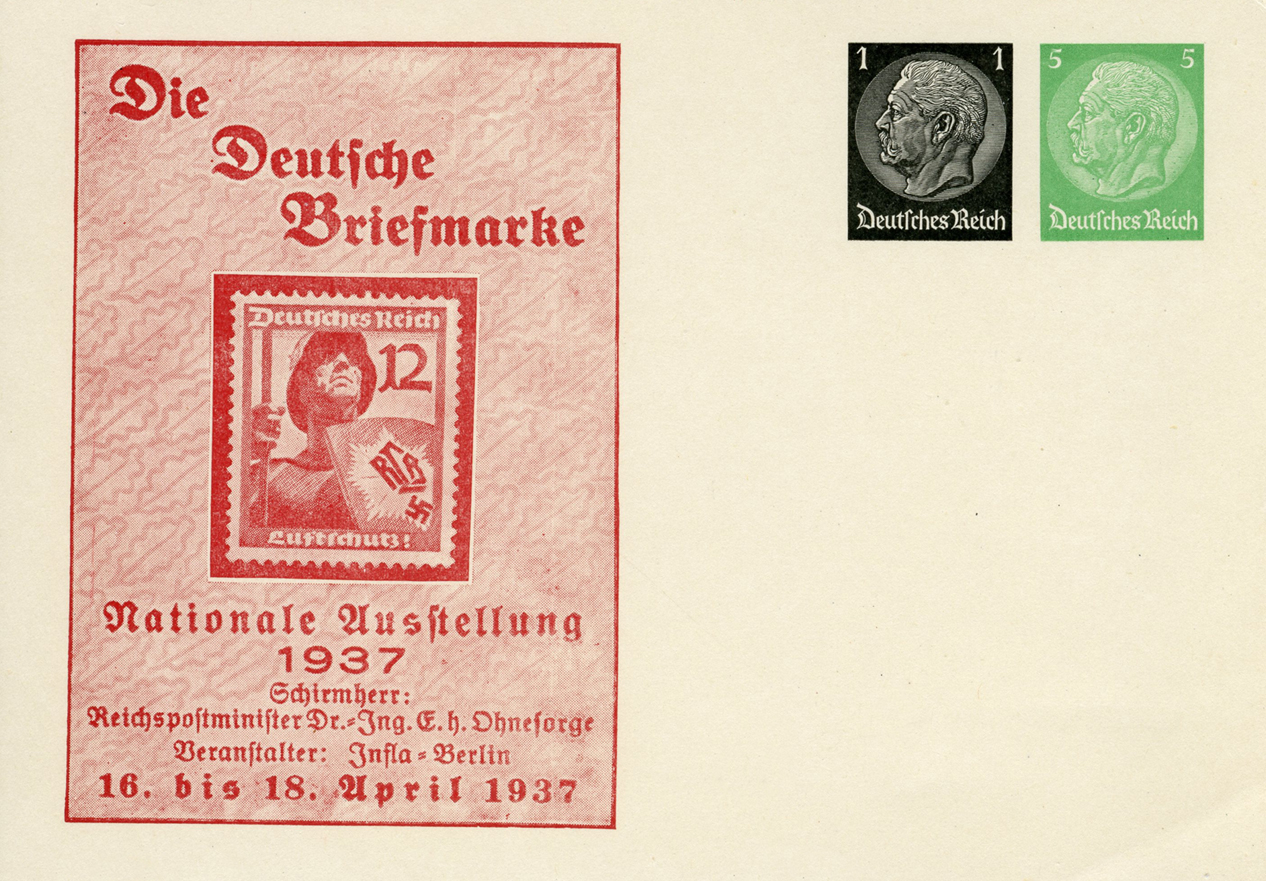 Die
Deutſche
Briefmarke
Deutſches Reich
12
RLB
Luftſchutz!
Nationale Ausſtellung
1937
Schirmherr:
Reichspoſtminiſter Dr.-Ing. E. h. Ohneſorge
Veranſtalter: Infla-Berlin
16. bis 18. April 1937
1 1
Deutſches Reich
5 5
Deutſches Reich